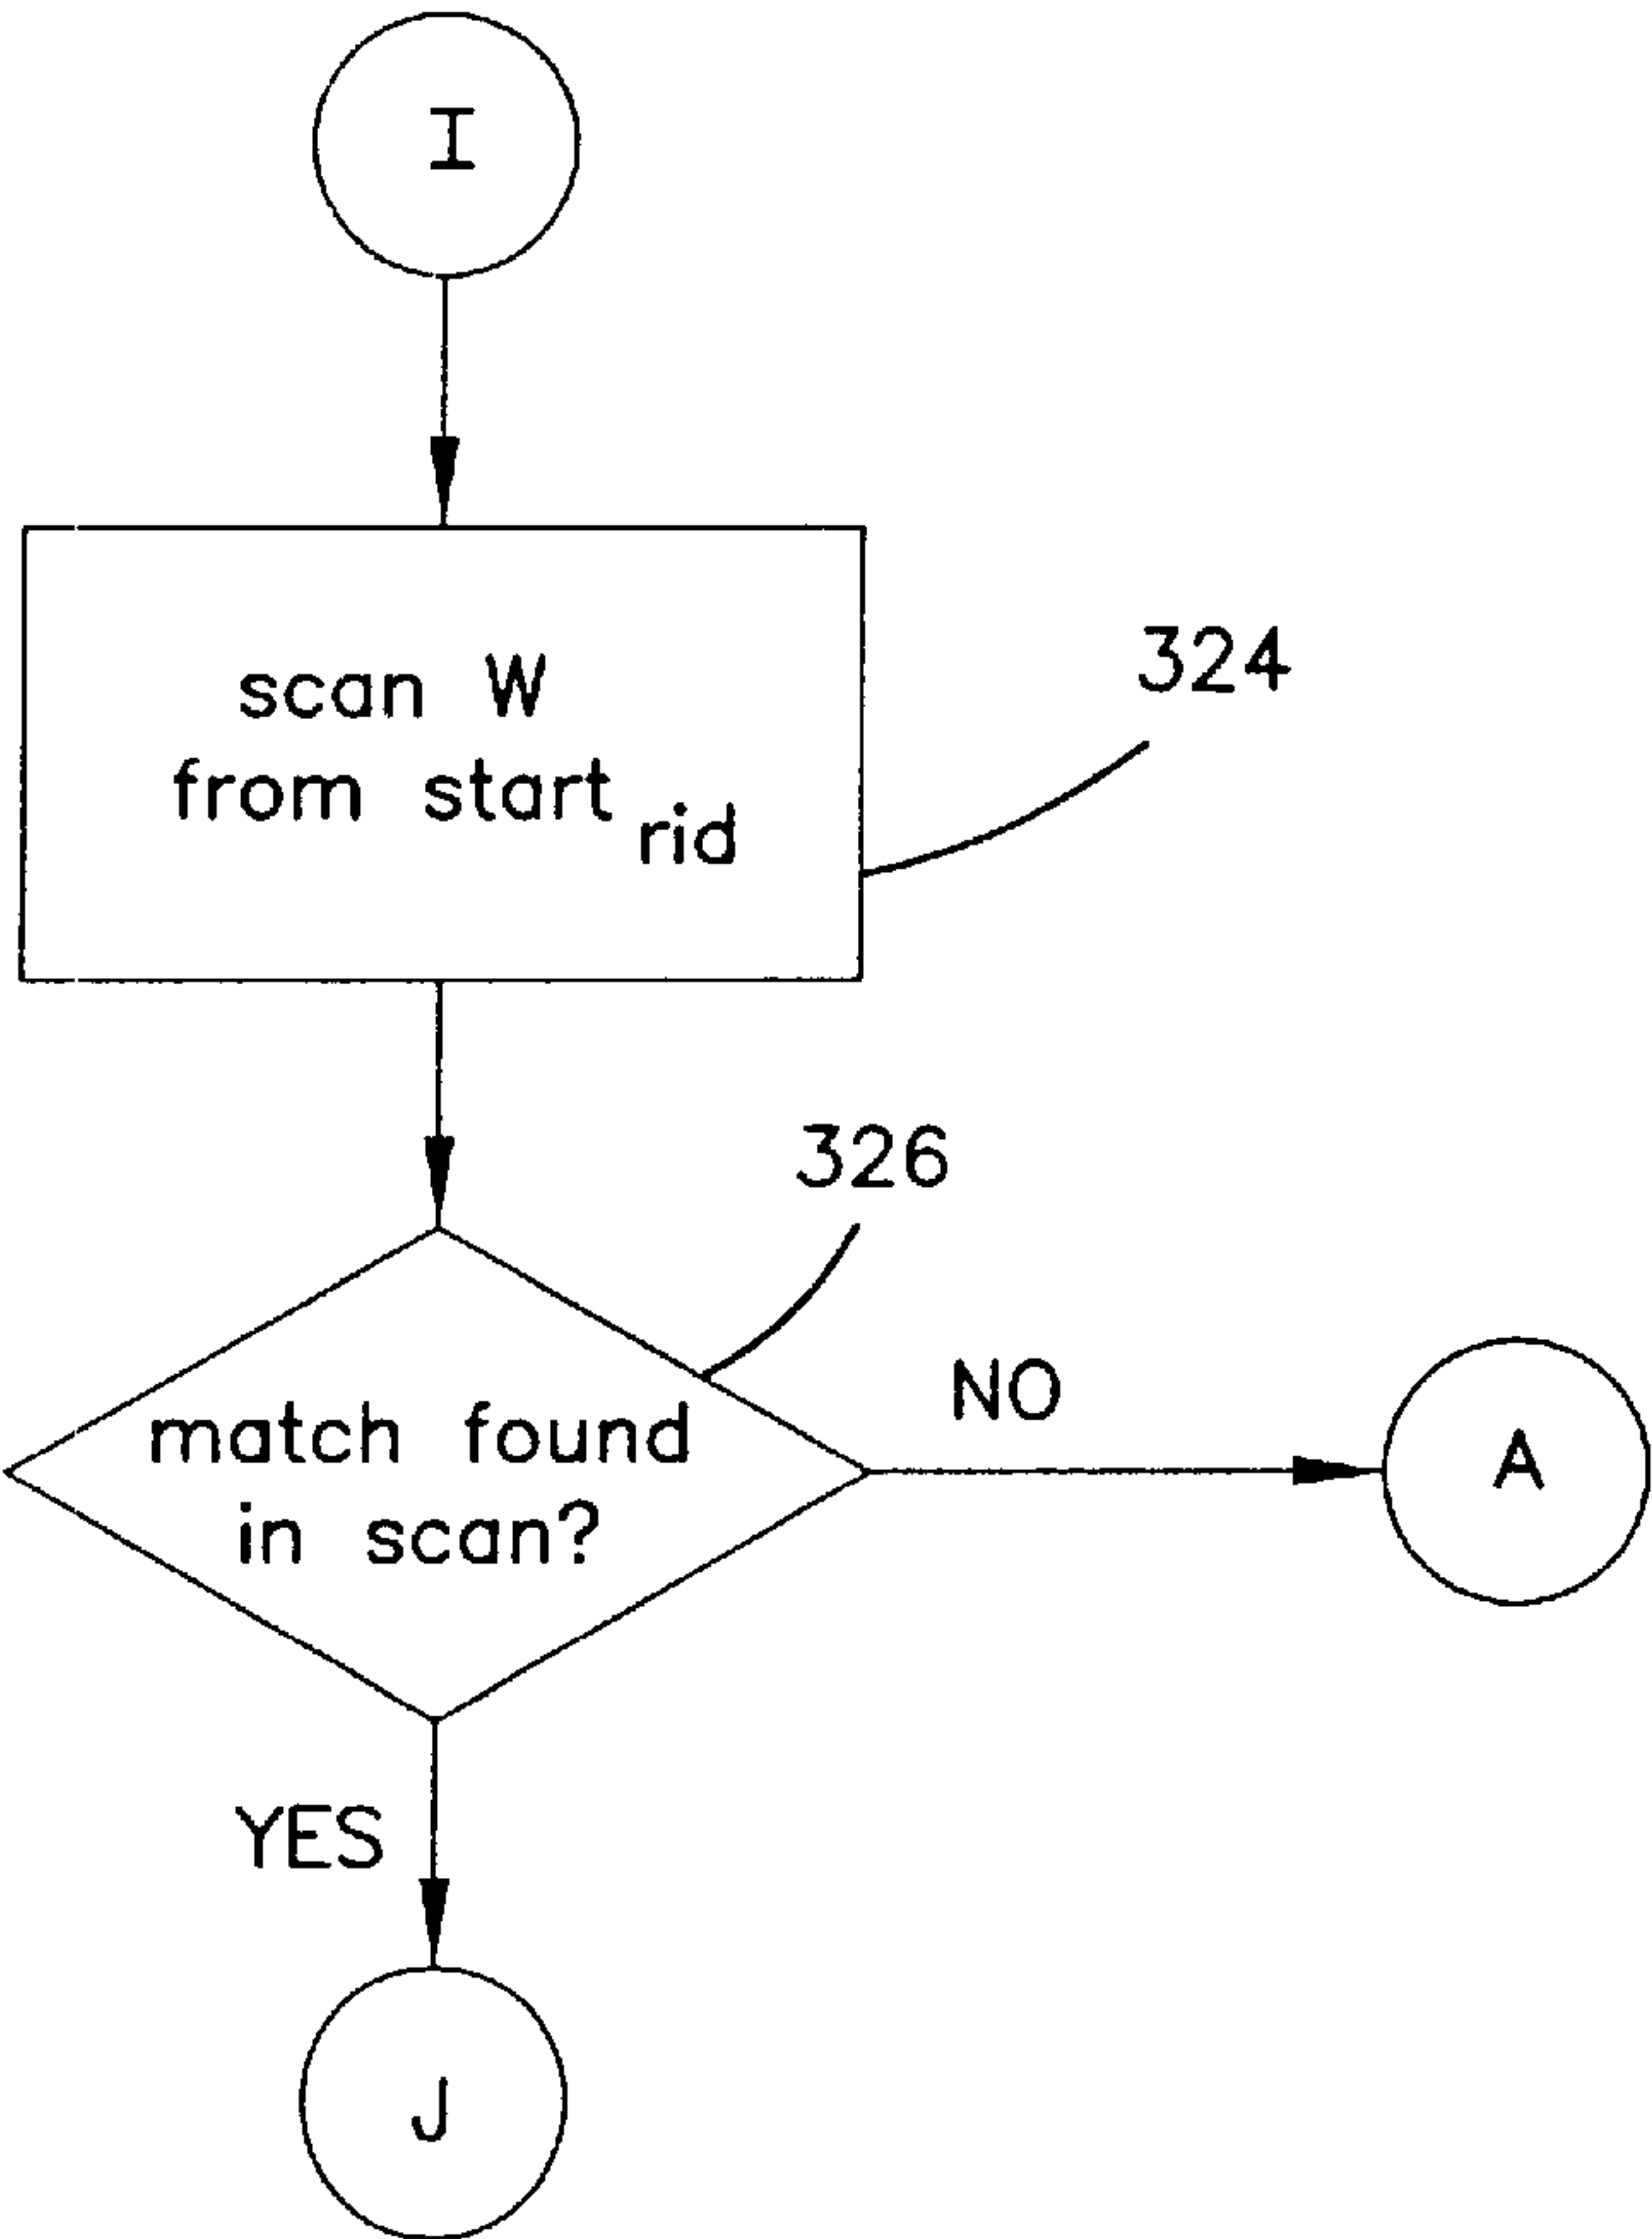 I
scan W
from start rid
324
326
match found
in scan?
NO
A
YES
J